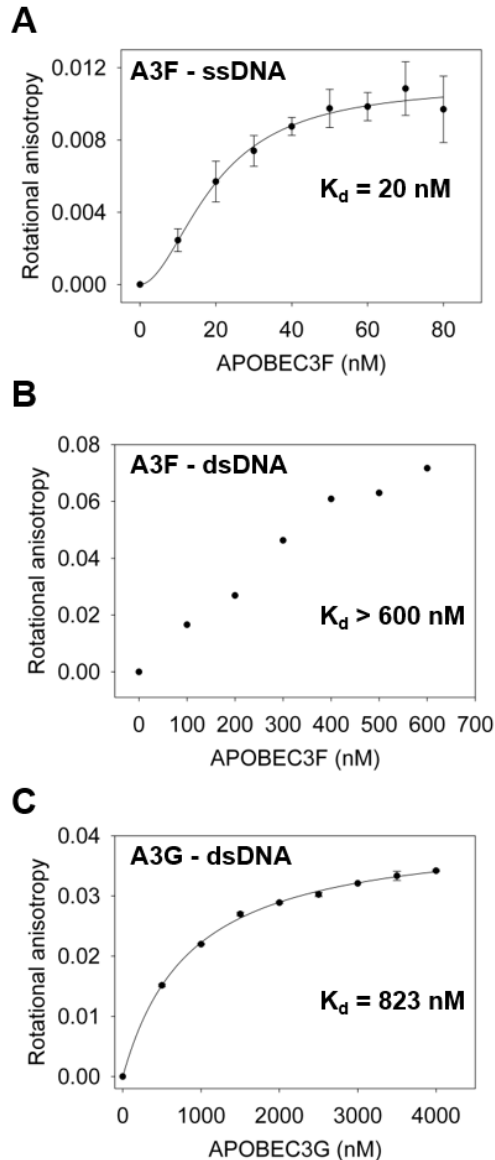 A
A3F - ssDNA
0.012
0.008
0.004
0.000
Rotational anisotropy
K_d = 20 nM
0 20 40 60 80
APOBEC3F (nM)
B
A3F - dsDNA
0.08
0.06
0.04
0.02
0.00
Rotational anisotropy
K_d > 600 nM
0 100 200 300 400 500 600 700
APOBEC3F (nM)
C
A3G - dsDNA
0.04
0.03
0.02
0.01
0.00
Rotational anisotropy
K_d = 823 nM
0 1000 2000 3000 4000
APOBEC3G (nM)